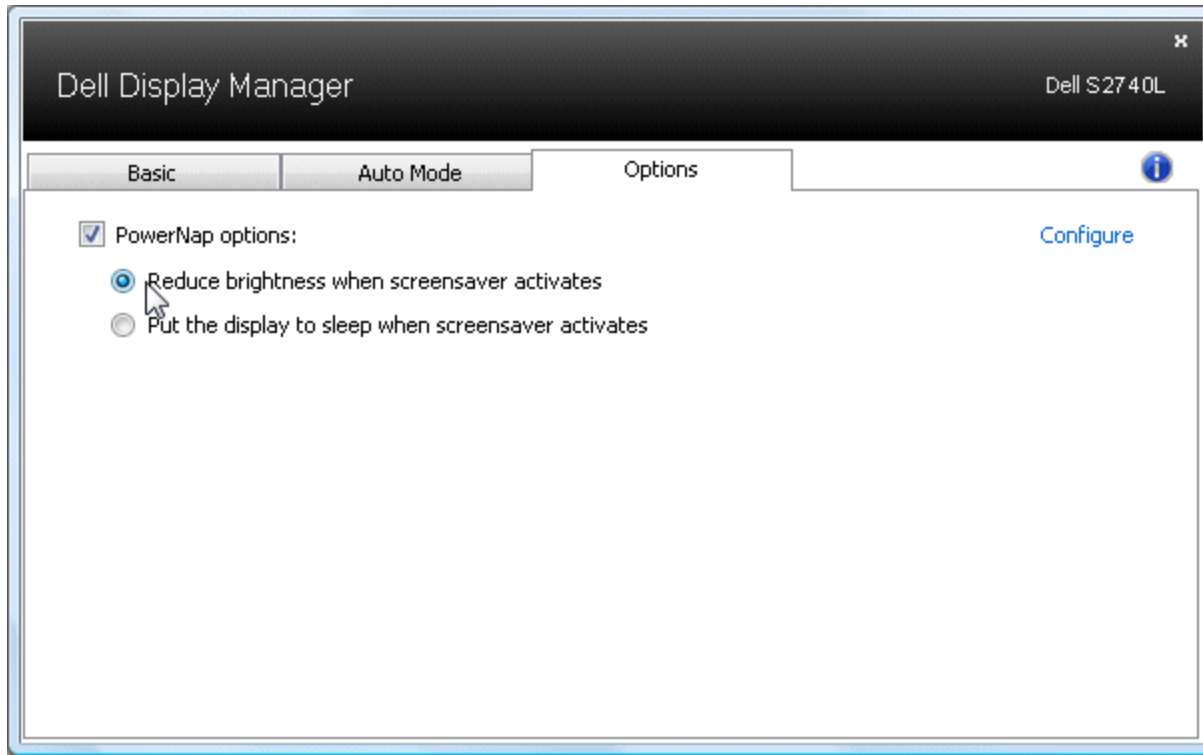 Dell Display Manager
Dell S2740L
Basic
Auto Mode
Options
PowerNap options:
Configure
Reduce brightness when screensaver activates
Put the display to sleep when screensaver activates